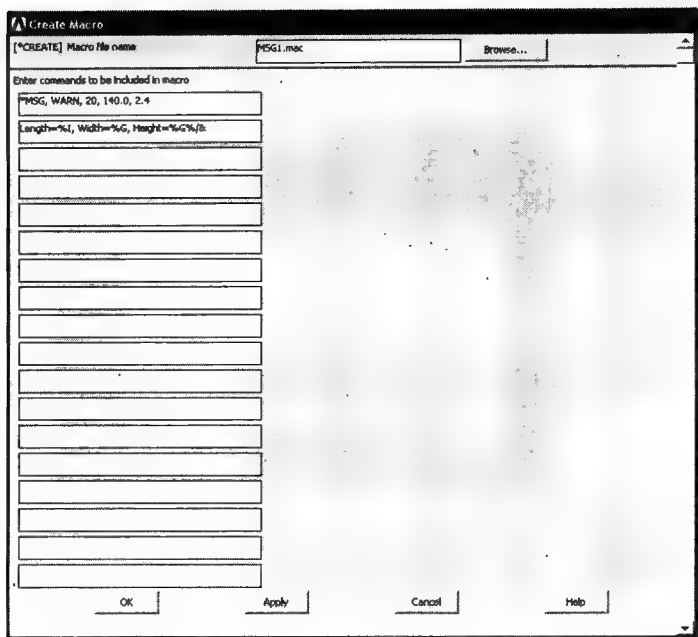 Create Macro
[*CREATE] Macro file name MSG1.mac Browse...
Enter commands to be included in macro
*MSG, WARN, 20, 140.0, 2.4
Length=%I, Width=%G, Height=%G%/&
OK Apply Cancel Help